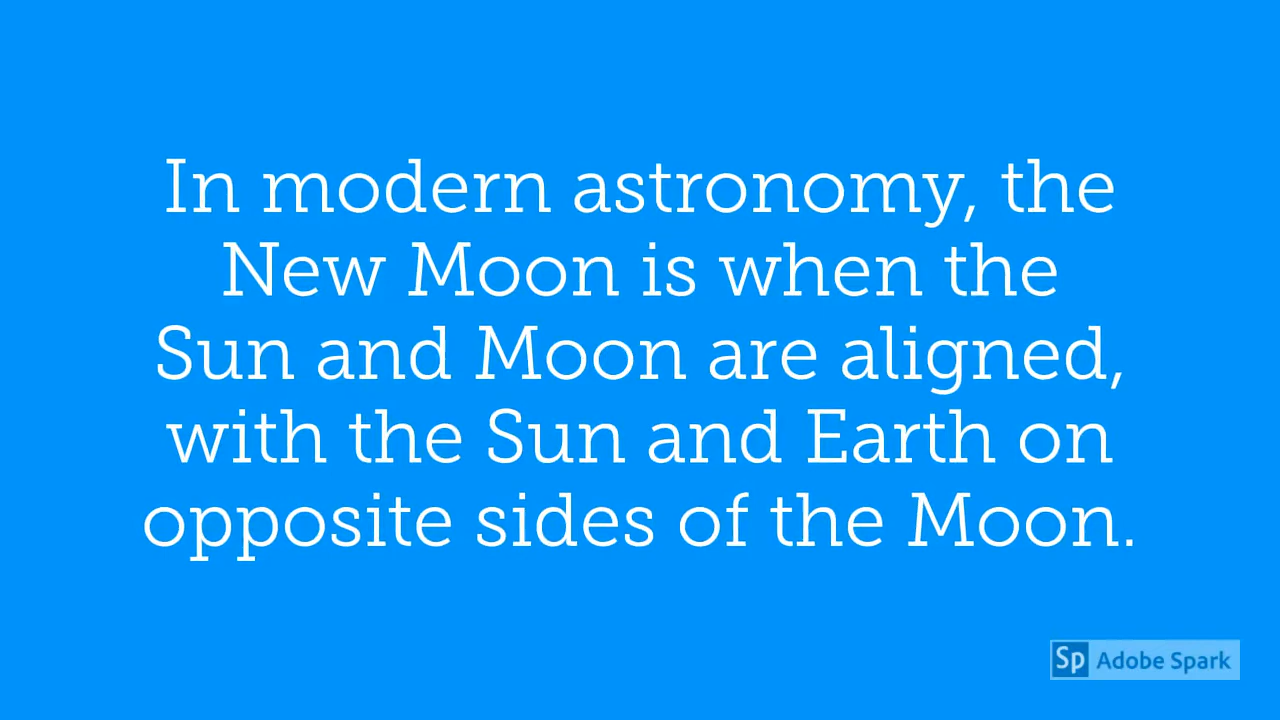 In modern astronomy, the
New Moon is when the
Sun and Moon are aligned,
with the Sun and Earth on
opposite sides of the Moon.
Sp Adobe Spark